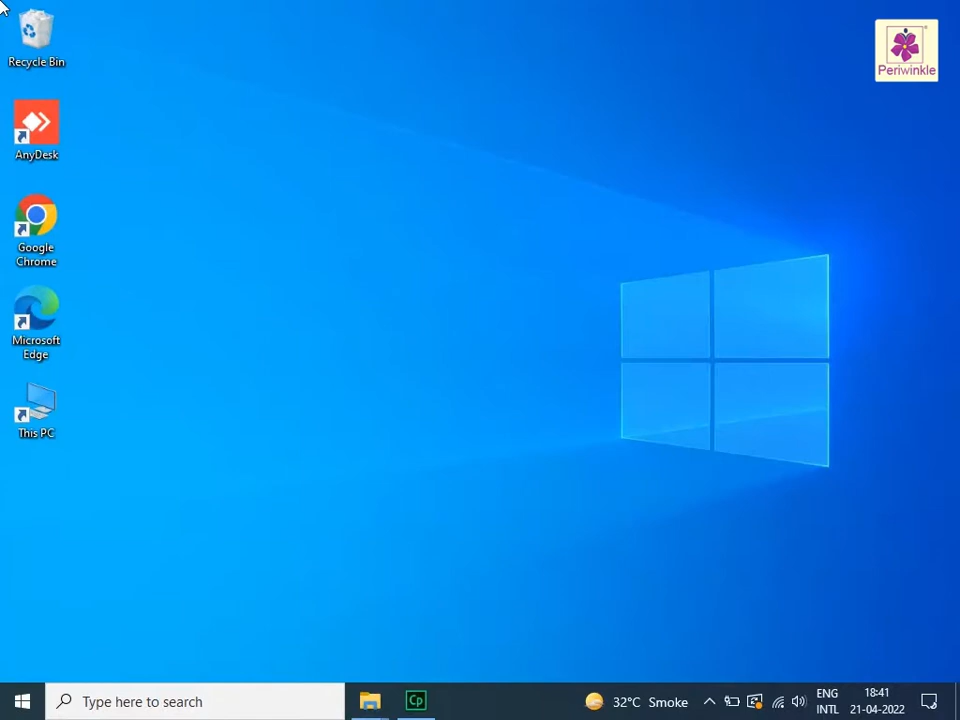 Recycle Bin
Periwinkle
AnyDesk
Google
Chrome
Microsoft
Edge
This PC
Type here to search
Cp
32°C Smoke
ENG
INTL
18:41
21-04-2022